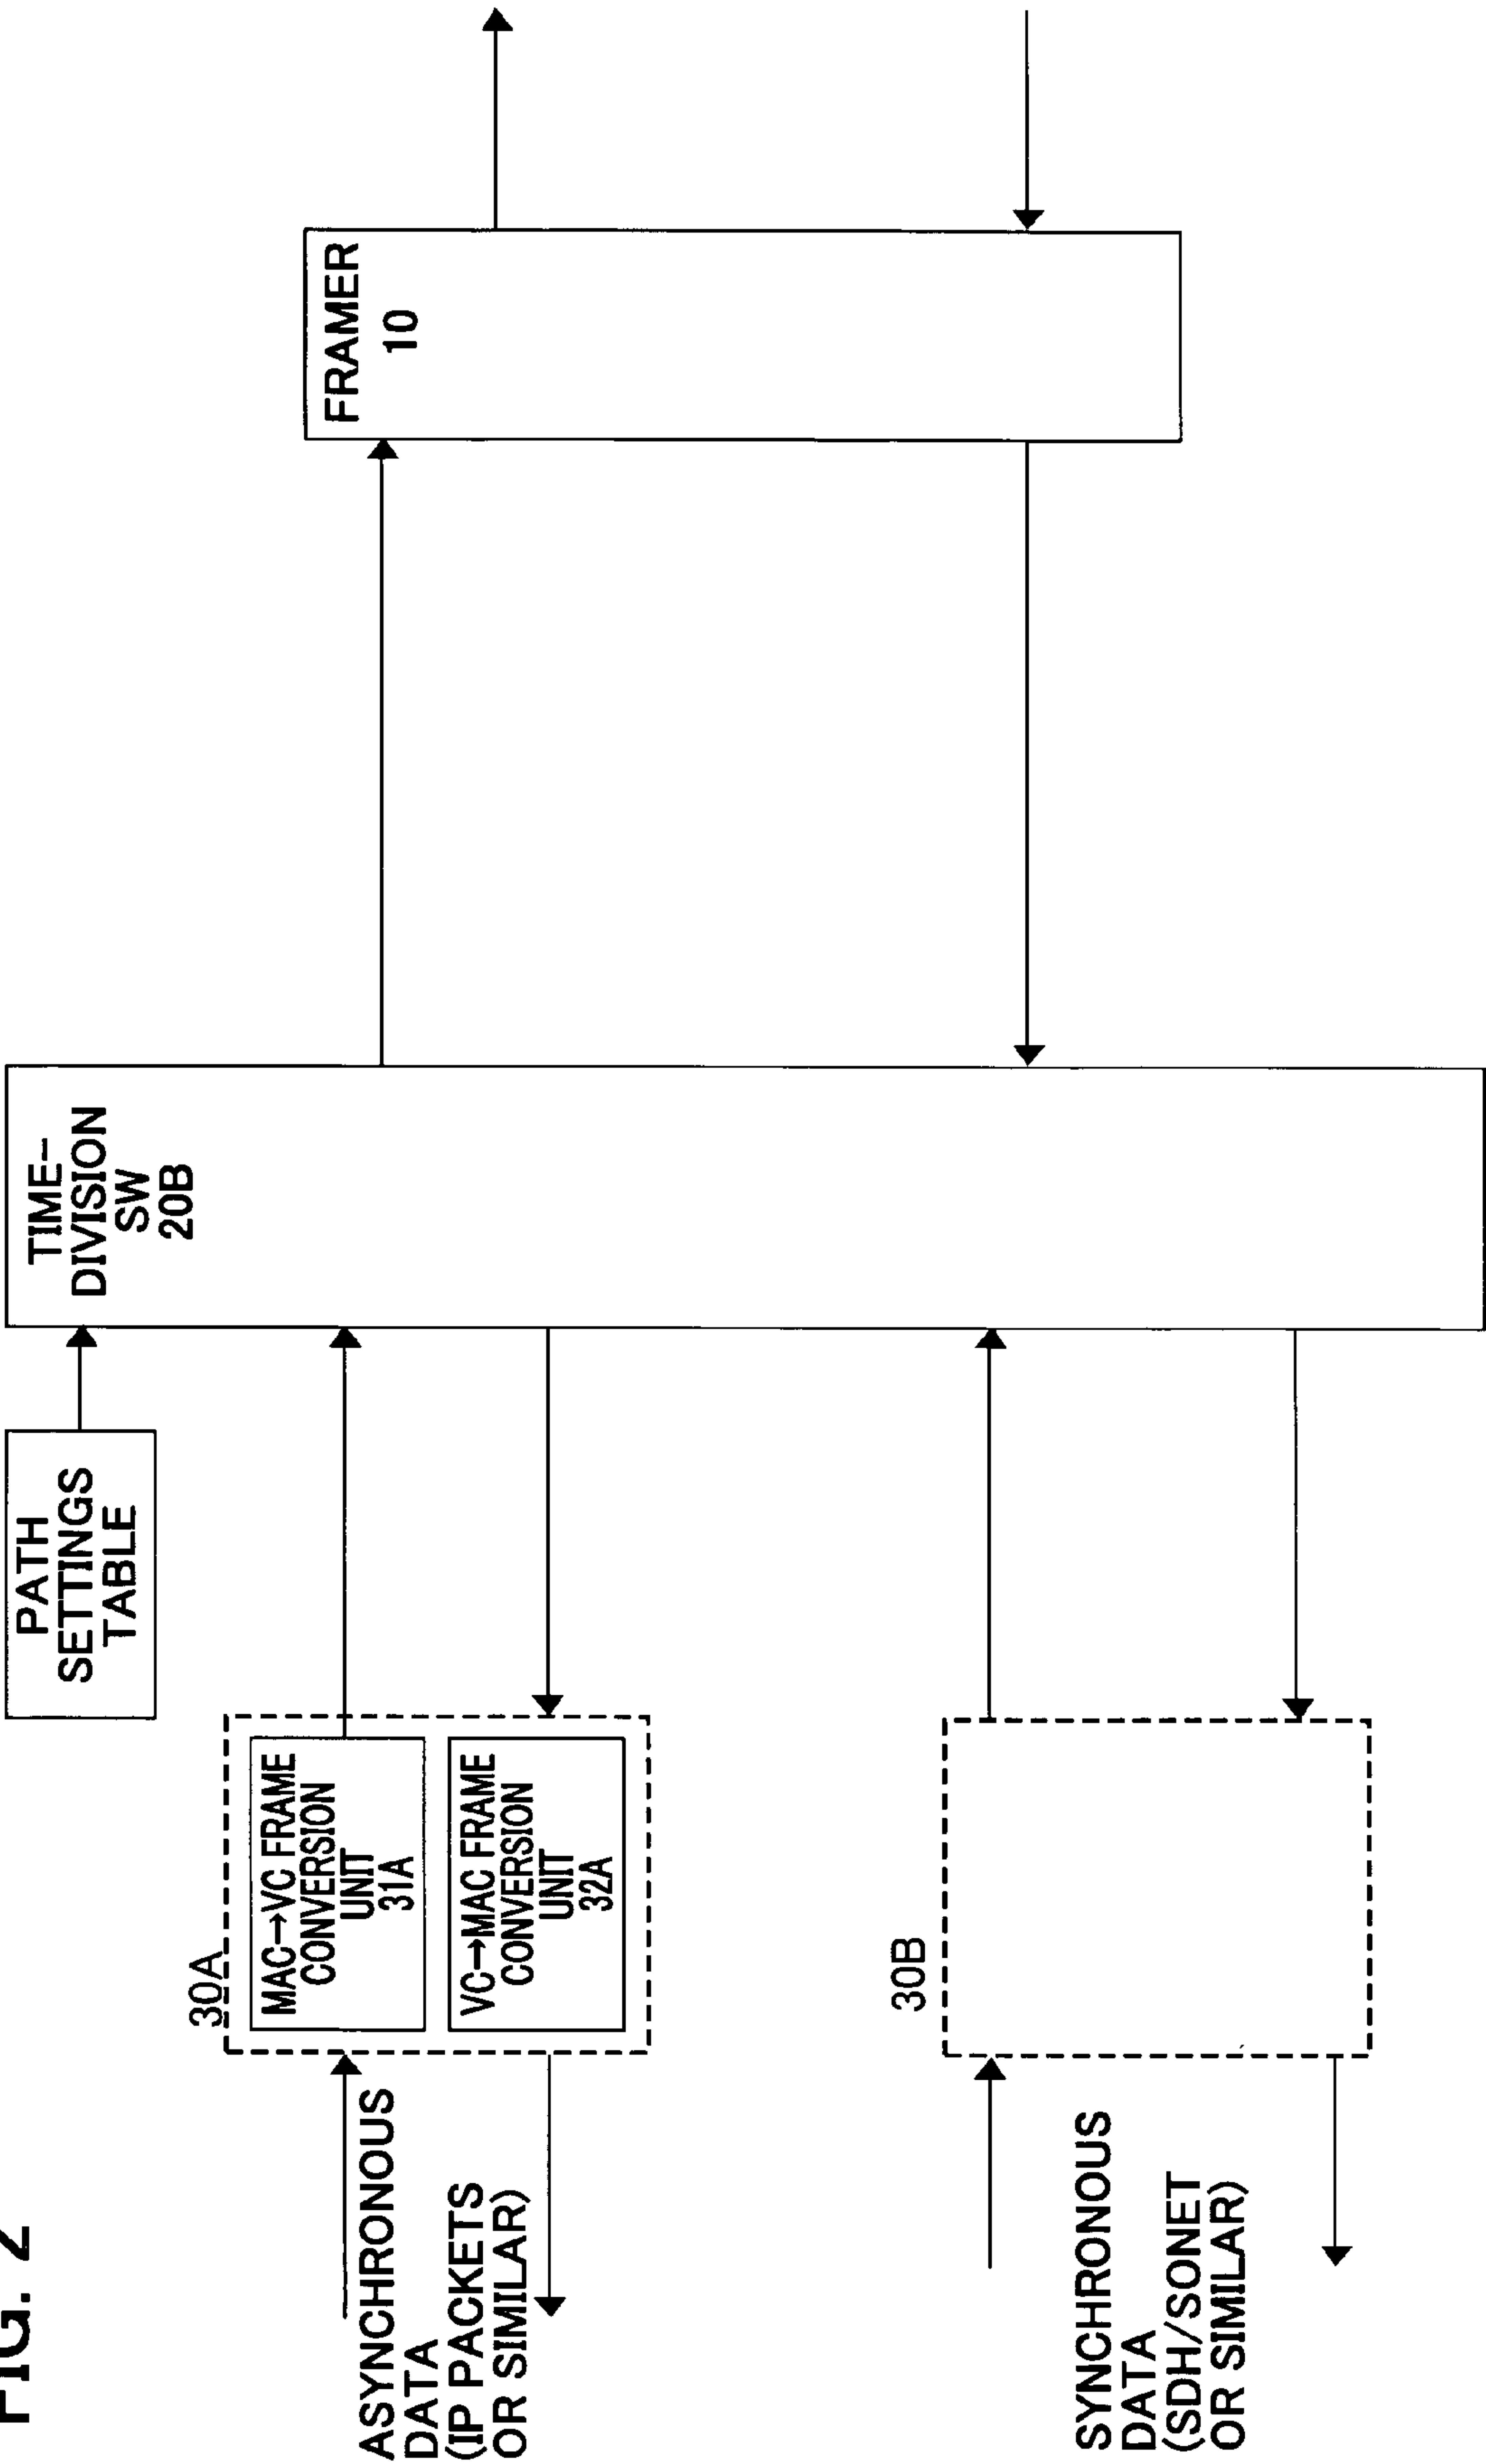 FIG. 2
PATH
SETTINGS
TABLE
TIME-
DIVISION
SW
20B
FRAMER
10
30A
MAC→VC FRAME
CONVERSION
UNIT
31A
VC→MAC FRAME
CONVERSION
UNIT
32A
ASYNCHRONOUS
DATA
(IP PACKETS
OR SIMILAR)
30B
SYNCHRONOUS
DATA
(SDH/SONET
OR SIMILAR)